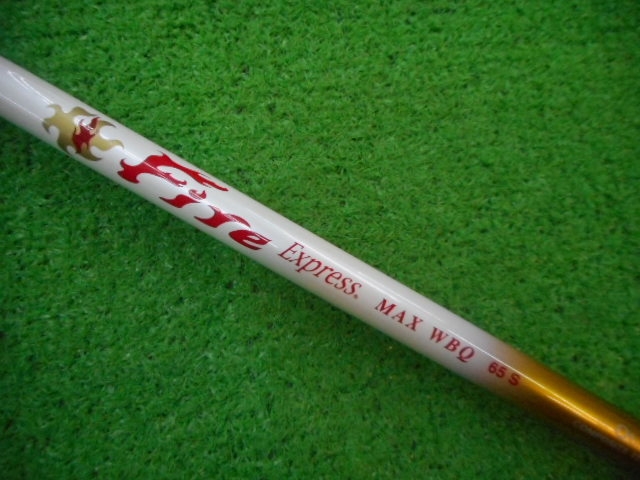 Fire Express. MAX WBQ 65 S